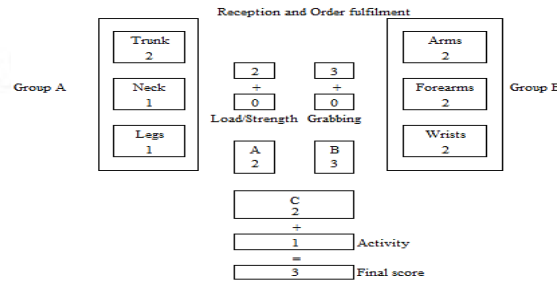 Reception and Order fulfilment
Group A
Trunk
2
Neck
1
Legs
1
2
+
0
Load/Strength
3
+
0
Grabbing
A
2
B
3
Arms
2
Forearms
2
Wrists
2
Group B
C
2
+
1 Activity
=
3 Final score